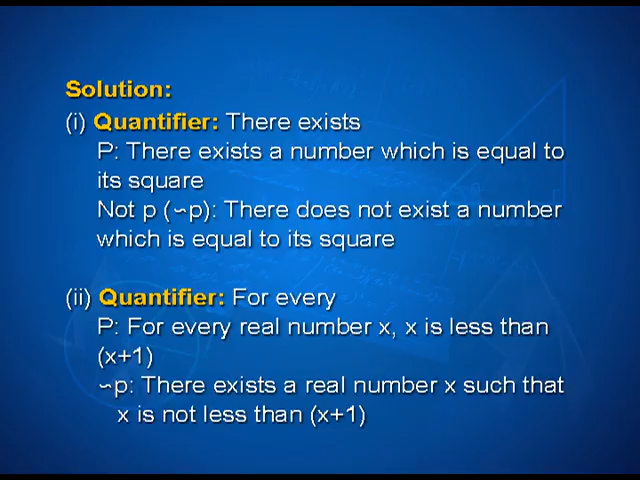 Solution:
(i) Quantifier: There exists
P: There exists a number which is equal to
its square
Not p (∽p): There does not exist a number
which is equal to its square
(ii) Quantifier: For every
P: For every real number x, x is less than
(x+1)
∽p: There exists a real number x such that
x is not less than (x+1)